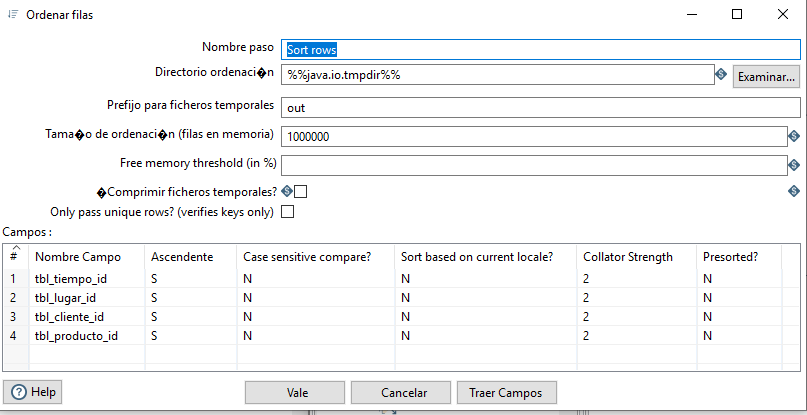 Ordenar filas
Nombre paso Sort rows
Directorio ordenaci�n %%java.io.tmpdir%% Examinar...
Prefijo para ficheros temporales out
Tama�o de ordenaci�n (filas en memoria) 1000000
Free memory threshold (in %)
�Comprimir ficheros temporales?
Only pass unique rows? (verifies keys only)
Campos :
# Nombre Campo Ascendente Case sensitive compare? Sort based on current locale? Collator Strength Presorted?
1 tbl_tiempo_id S N N 2 N
2 tbl_lugar_id S N N 2 N
3 tbl_cliente_id S N N 2 N
4 tbl_producto_id S N N 2 N
Help Vale Cancelar Traer Campos